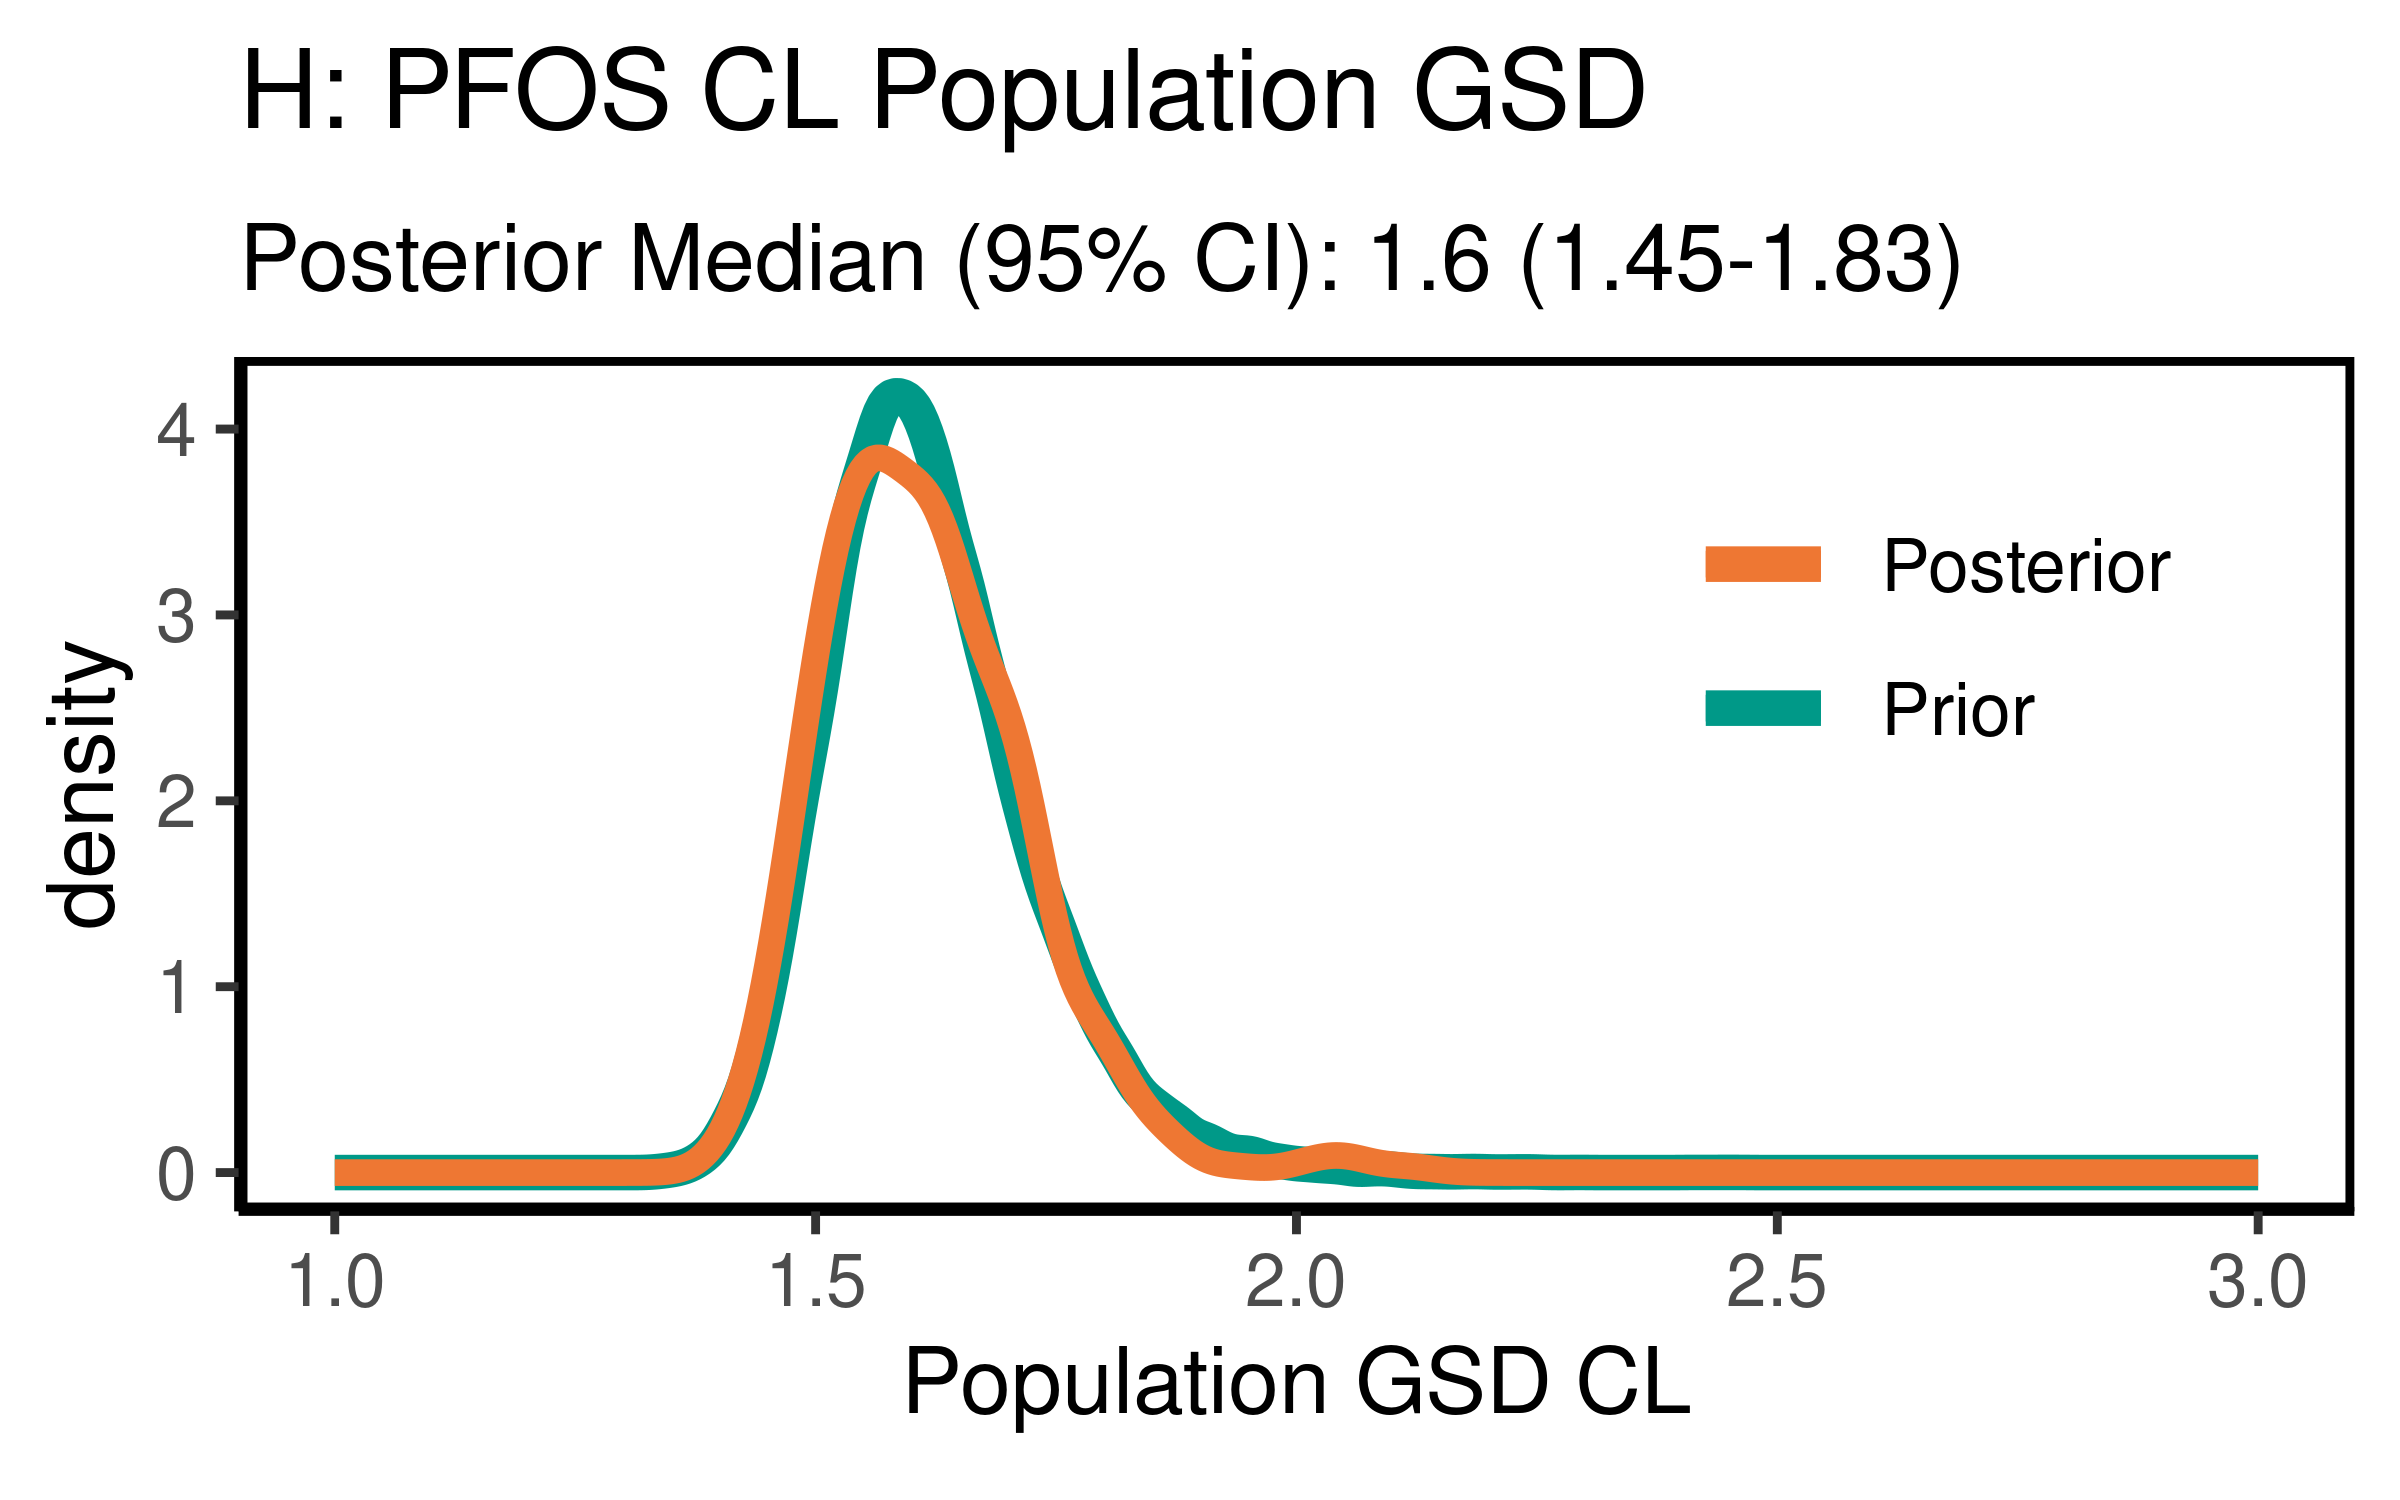 H: PFOS CL Population GSD
Posterior Median (95% CI): 1.6 (1.45-1.83)
density
4
3
2
1
0
Posterior
Prior
1.0 1.5 2.0 2.5 3.0
Population GSD CL